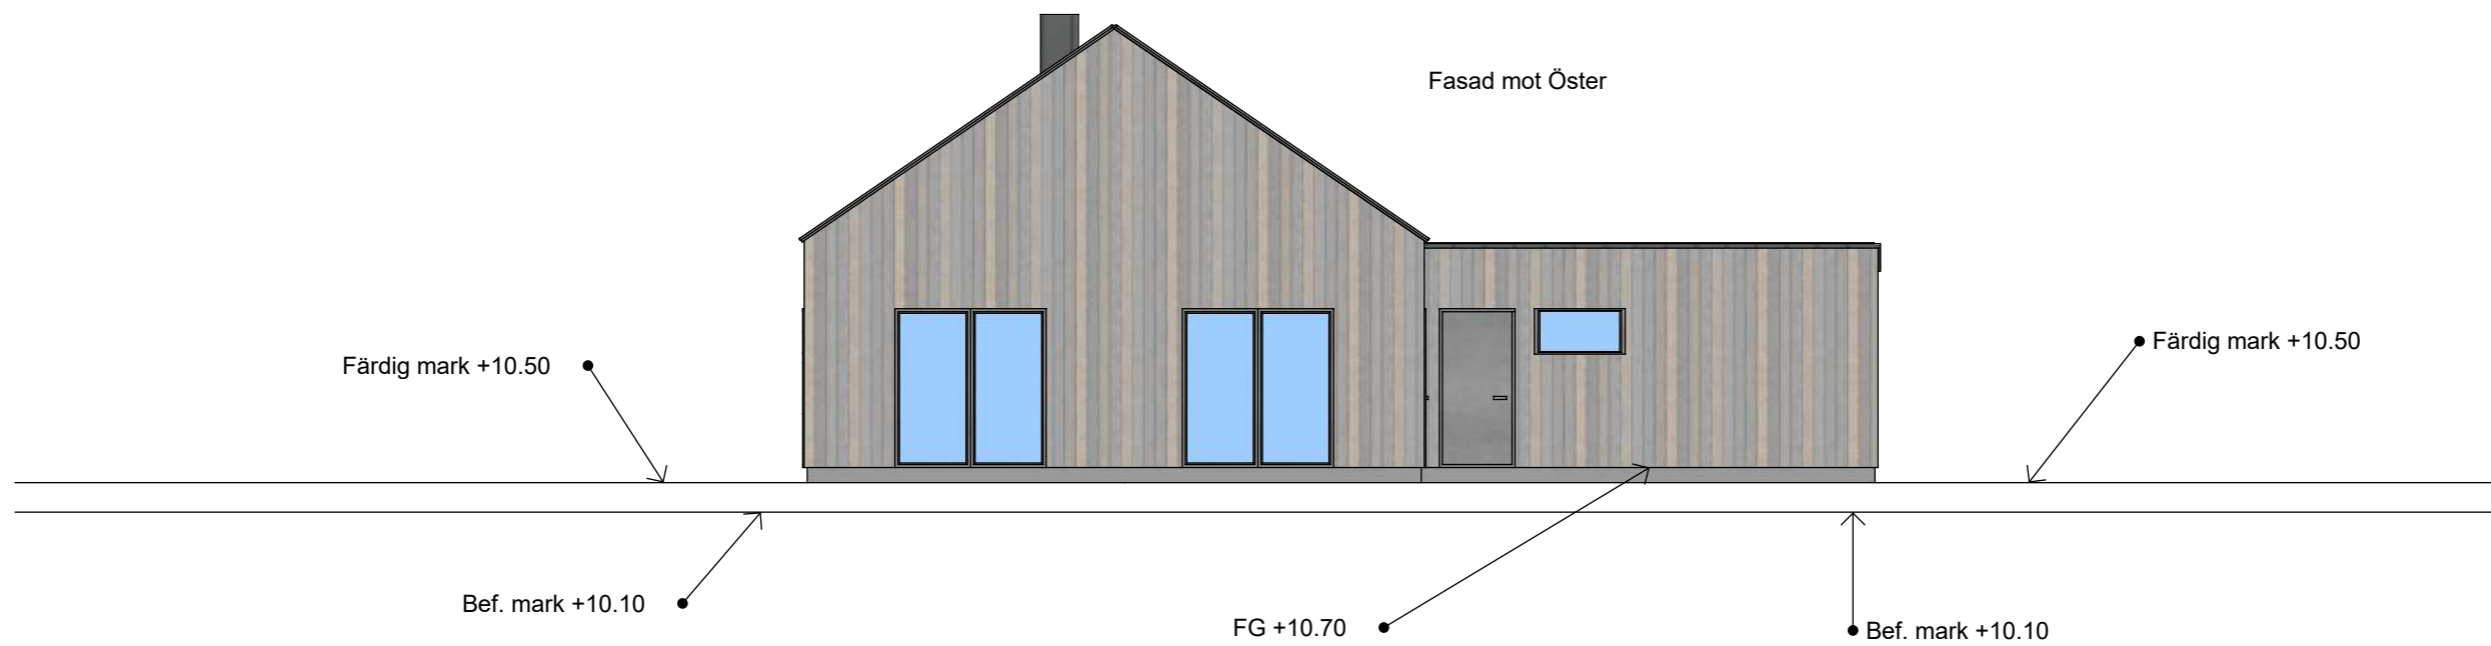 Fasad mot Öster
Färdig mark +10.50
Färdig mark +10.50
Bef. mark +10.10
FG +10.70
Bef. mark +10.10